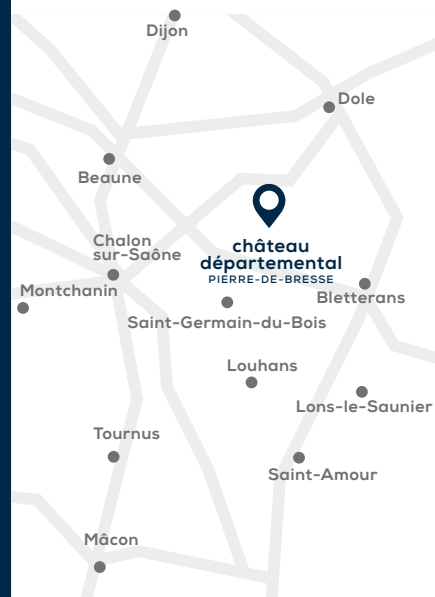 Dijon
Dole
Beaune
château
départemental
PIERRE-DE-BRESSE
Chalon
sur-Saône
Montchanin
Bletterans
Saint-Germain-du-Bois
Louhans
Lons-le-Saunier
Tournus
Saint-Amour
Mâcon